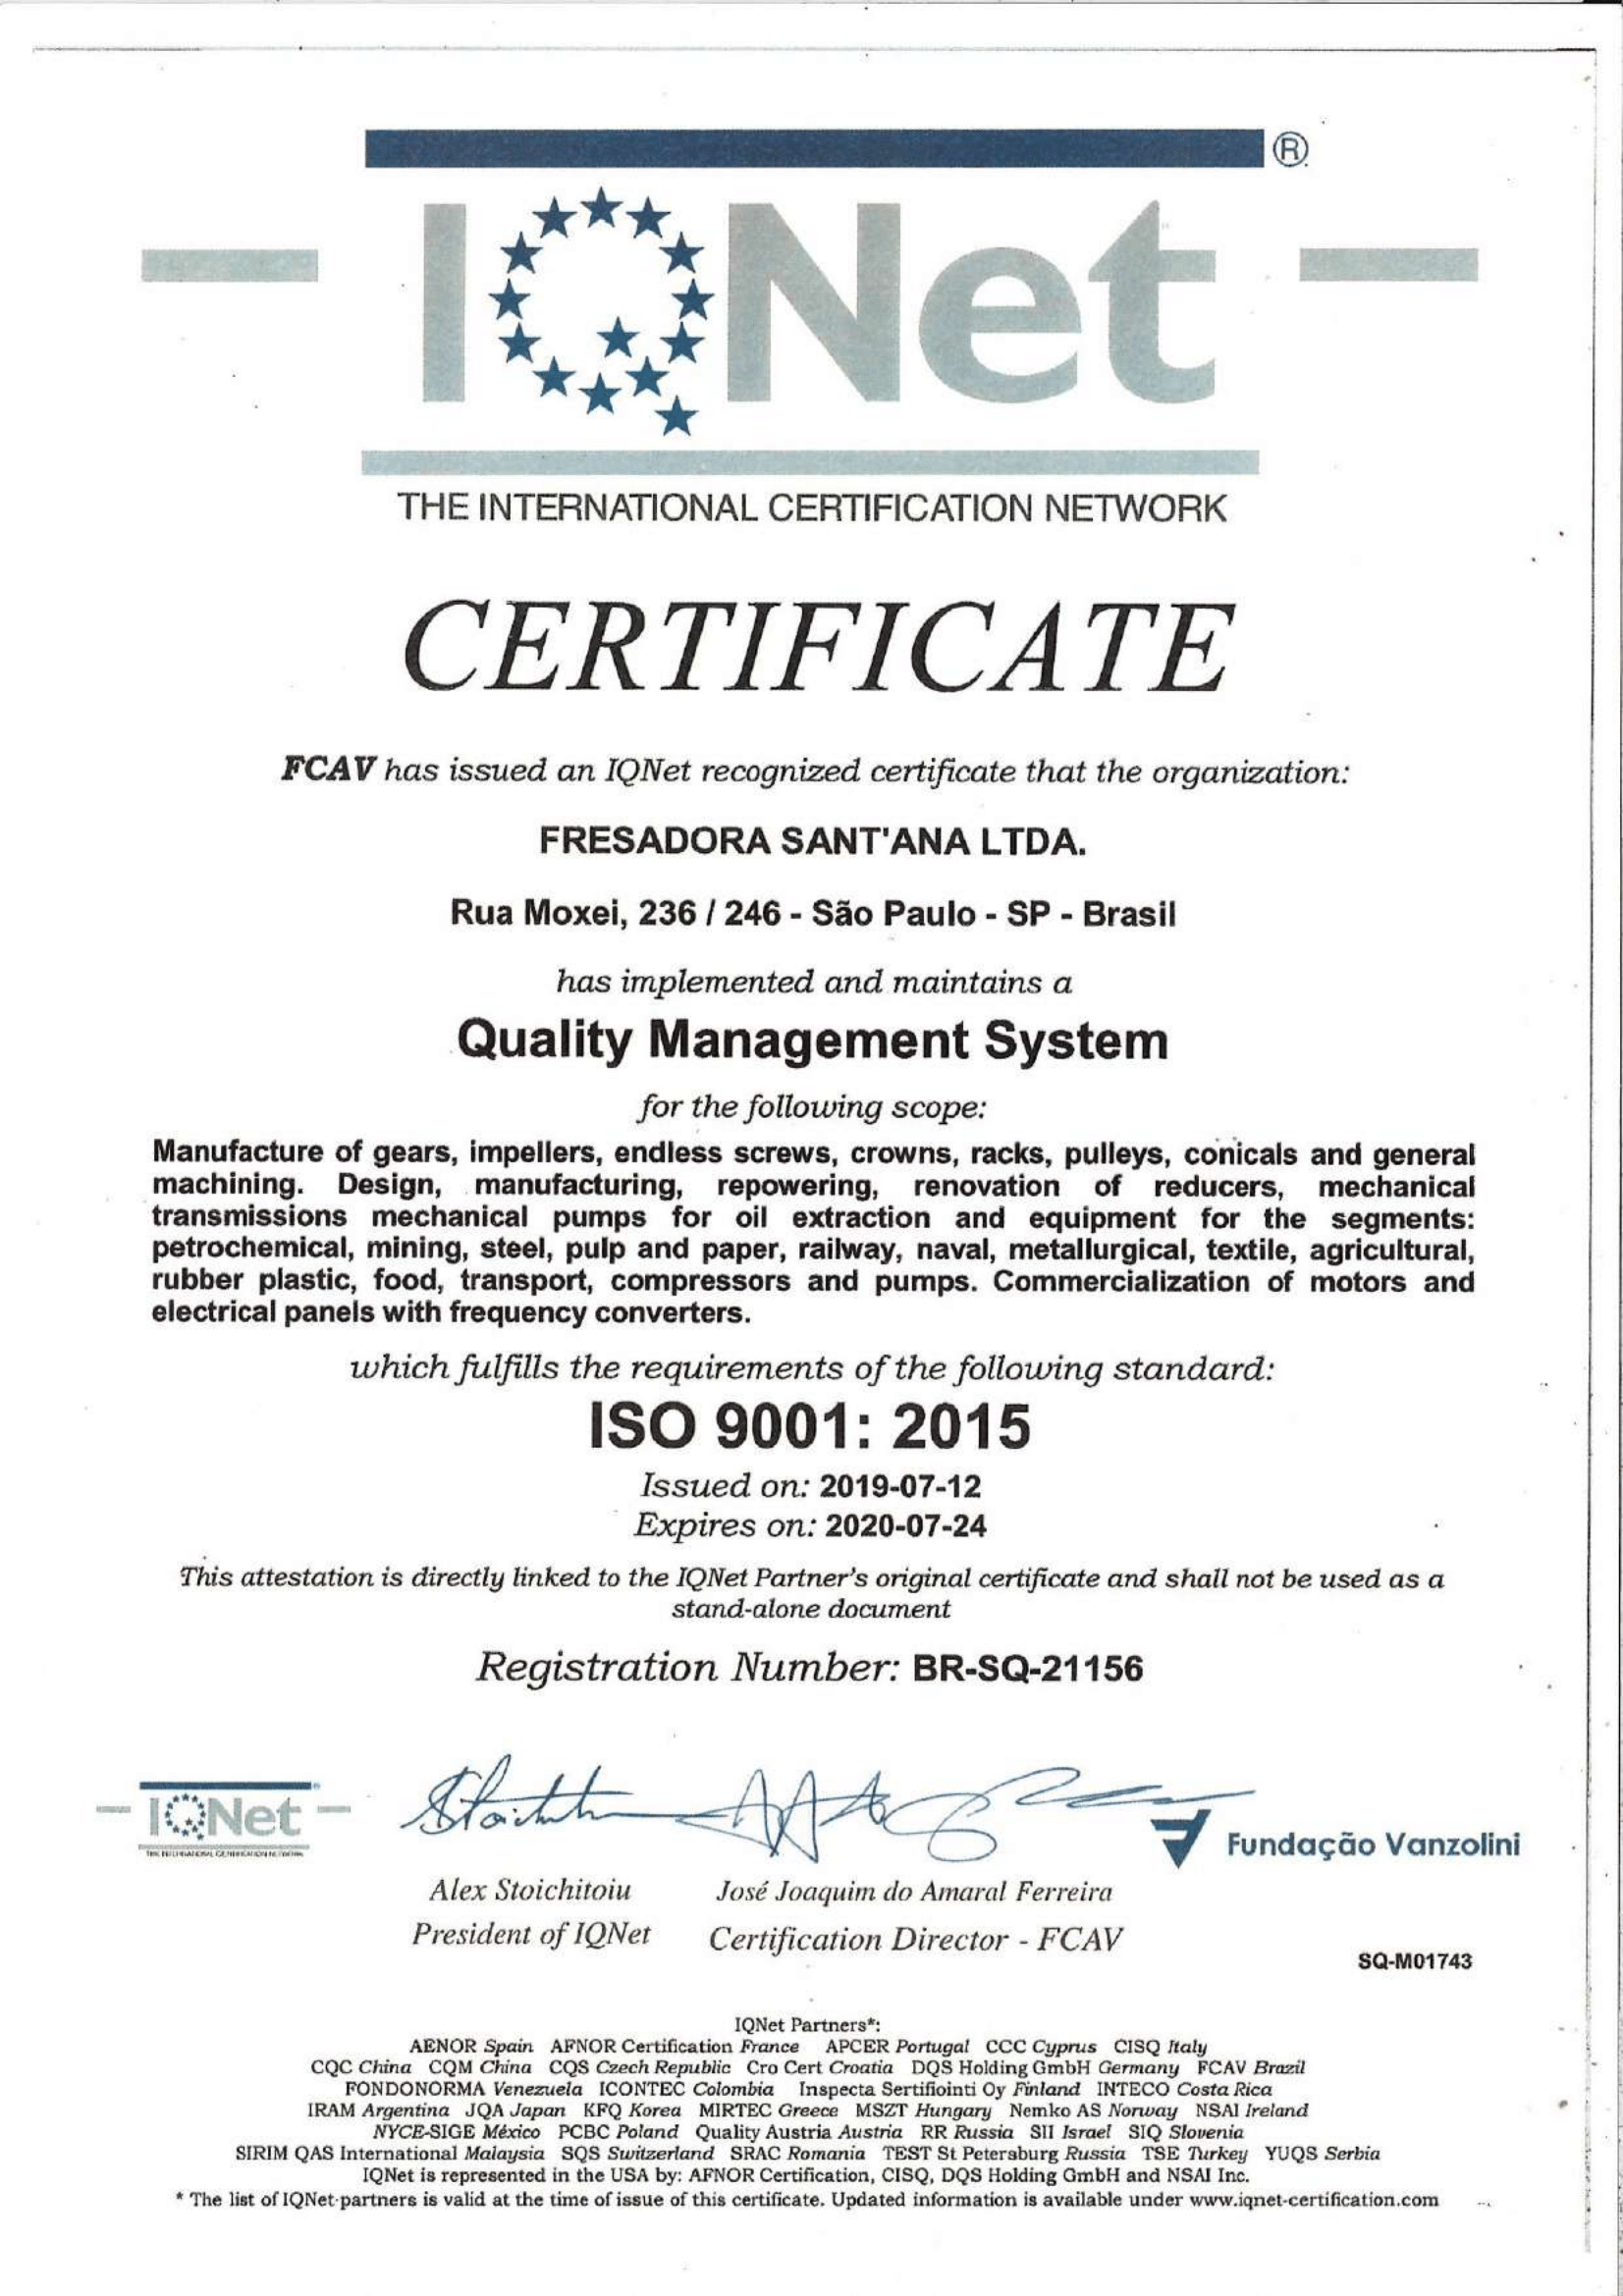 IQNet ®
THE INTERNATIONAL CERTIFICATION NETWORK
CERTIFICATE
FCAV has issued an IQNet recognized certificate that the organization:
FRESADORA SANT'ANA LTDA.
Rua Moxei, 236 / 246 - São Paulo - SP - Brasil
has implemented and maintains a
Quality Management System
for the following scope:
Manufacture of gears, impellers, endless screws, crowns, racks, pulleys, conicals and general
machining. Design, manufacturing, repowering, renovation of reducers, mechanical
transmissions mechanical pumps for oil extraction and equipment for the segments:
petrochemical, mining, steel, pulp and paper, railway, naval, metallurgical, textile, agricultural,
rubber plastic, food, transport, compressors and pumps. Commercialization of motors and
electrical panels with frequency converters.
which fulfills the requirements of the following standard:
ISO 9001: 2015
Issued on: 2019-07-12
Expires on: 2020-07-24
This attestation is directly linked to the IQNet Partner's original certificate and shall not be used as a
stand-alone document
Registration Number: BR-SQ-21156
IQNet
THE INTERNATIONAL CERTIFICATION NETWORK
Fundação Vanzolini
Alex Stoichitoiu José Joaquim do Amaral Ferreira
President of IQNet Certification Director - FCAV
SQ-M01743
IQNet Partners*:
AENOR Spain AFNOR Certification France APCER Portugal CCC Cyprus CISQ Italy
CQC China CQM China CQS Czech Republic Cro Cert Croatia DQS Holding GmbH Germany FCAV Brazil
FONDONORMA Venezuela ICONTEC Colombia Inspecta Sertifiointi Oy Finland INTECO Costa Rica
IRAM Argentina JQA Japan KFQ Korea MIRTEC Greece MSZT Hungary Nemko AS Norway NSAI Ireland
NYCE-SIGE México PCBC Poland Quality Austria Austria RR Russia SII Israel SIQ Slovenia
SIRIM QAS International Malaysia SQS Switzerland SRAC Romania TEST St Petersburg Russia TSE Turkey YUQS Serbia
IQNet is represented in the USA by: AFNOR Certification, CISQ, DQS Holding GmbH and NSAI Inc.
* The list of IQNet partners is valid at the time of issue of this certificate. Updated information is available under www.iqnet-certification.com